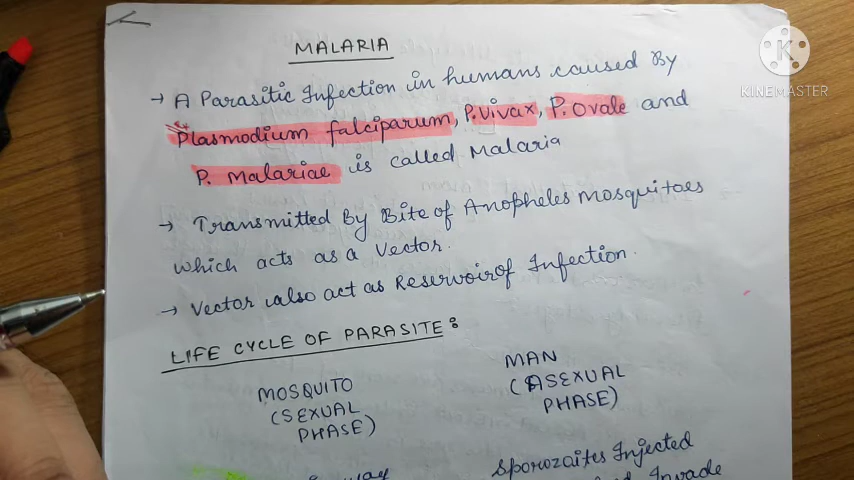 MALARIA
→ A Parasitic Infection in humans caused By
Plasmodium falciparum, P.vivax, P. Ovale and
P. Malariae is called Malaria
→ Transmitted By Bite of Anopheles Mosquitoes
which acts as a Vector.
→ Vector also act as Reservoir of Infection.
LIFE CYCLE OF PARASITE:
MOSQUITO
(SEXUAL
PHASE)
MAN
(ASEXUAL
PHASE)
Sporozoites Injected
Invade
K
KINEMASTER